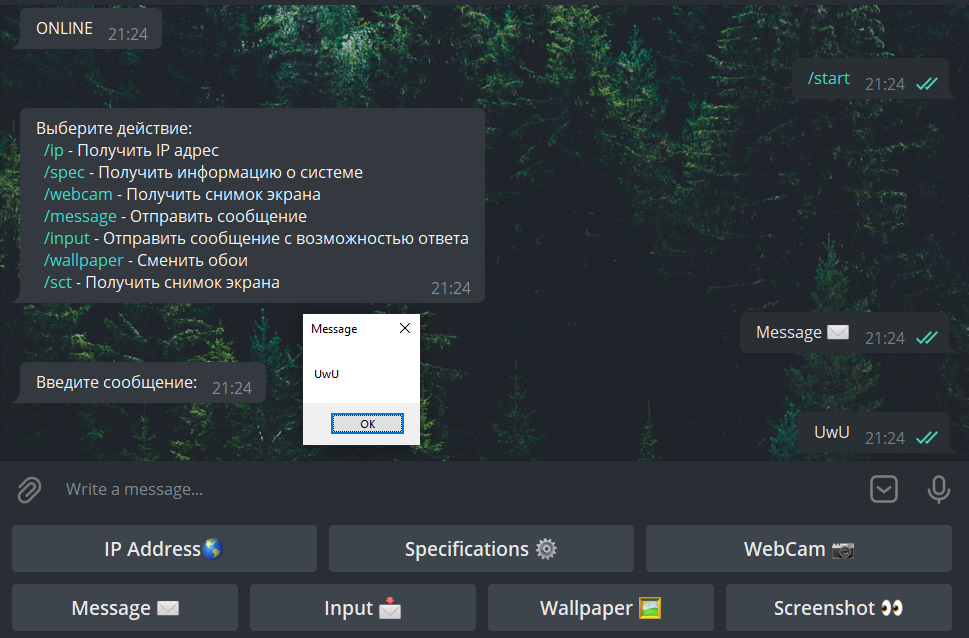 ONLINE 21:24
/start 21:24
Выберите действие:
/ip - Получить IP адрес
/spec - Получить информацию о системе
/webcam - Получить снимок экрана
/message - Отправить сообщение
/input - Отправить сообщение с возможностью ответа
/wallpaper - Сменить обои
/sct - Получить снимок экрана
21:24
Message
Message ✉️ 21:24
UwU
Введите сообщение: 21:24
OK
UwU 21:24
Write a message...
IP Address🌎 Specifications ⚙️ WebCam 📷
Message ✉️ Input 📩 Wallpaper 🖼️ Screenshot 👀